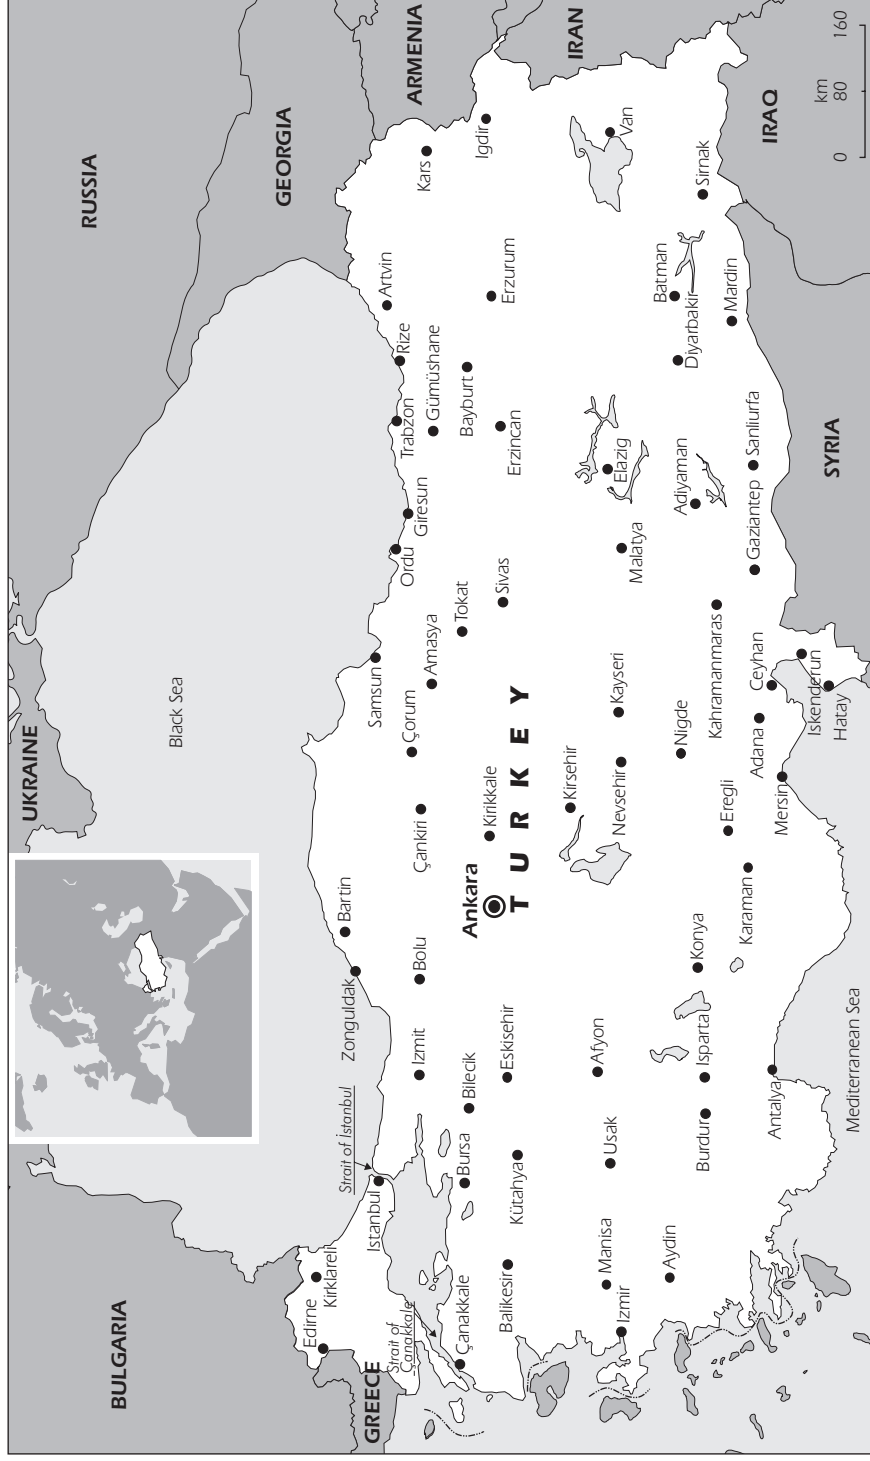 RUSSIA
GEORGIA
ARMENIA
IRAN
IRAQ
SYRIA
UKRAINE
BULGARIA
GREECE
Black Sea
Mediterranean Sea
Strait of İstanbul
Strait of
Çanakkale
TURKEY
Ankara
Edirne
Kirklareli
Istanbul
Çanakkale
Balikesir
Bursa
Bilecik
Kütahya
Eskisehir
Izmit
Bolu
Zonguldak
Bartin
Çankiri
Kirikkale
Çorum
Samsun
Amasya
Tokat
Sivas
Ordu
Giresun
Trabzon
Gümüshane
Rize
Bayburt
Erzincan
Artvin
Erzurum
Kars
Igdir
Van
Manisa
Izmir
Aydin
Usak
Afyon
Burdur
Isparta
Antalya
Konya
Karaman
Eregli
Kirsehir
Nevsehir
Kayseri
Nigde
Mersin
Adana
Ceyhan
Iskenderun
Hatay
Kahramanmaras
Gaziantep
Malatya
Elazig
Adiyaman
Sanliurfa
Diyarbakir
Batman
Mardin
Sirnak
km
0 80 160